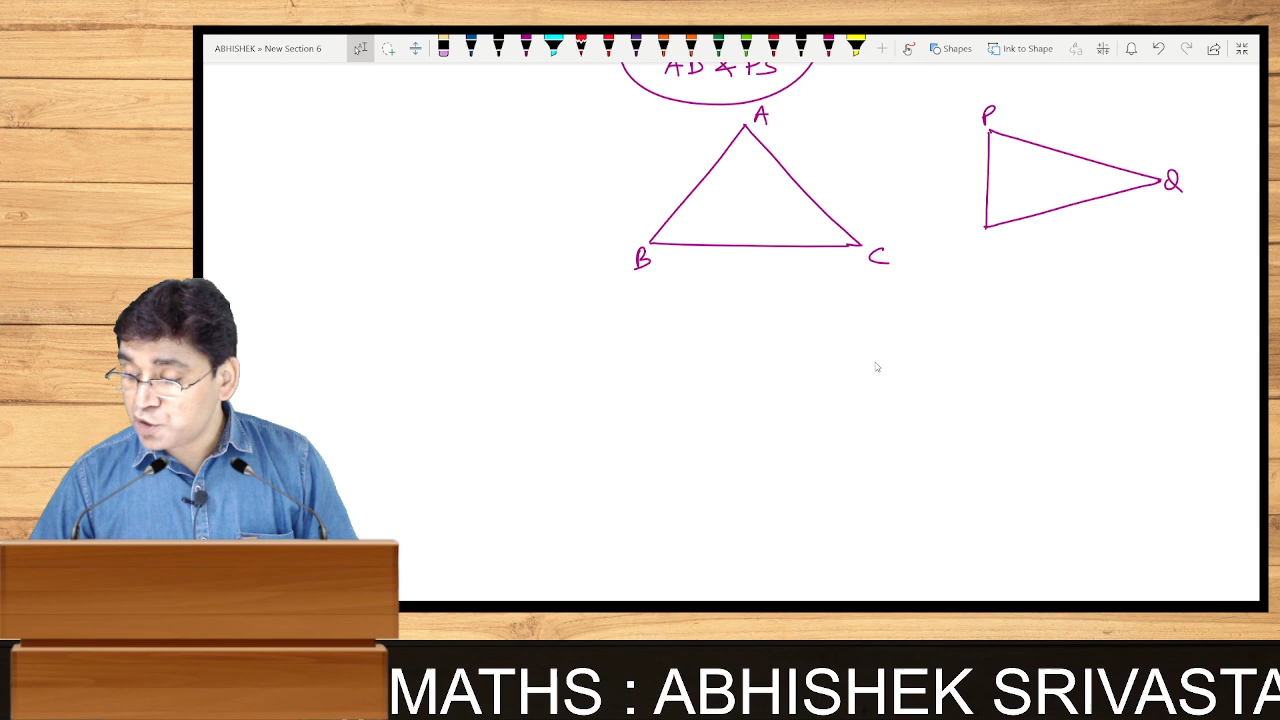 ABHISHEK » New Section 6
Shapes
Ink to Shape
AD & PS
A
P
Q
B
C
MATHS : ABHISHEK SRIVASTA